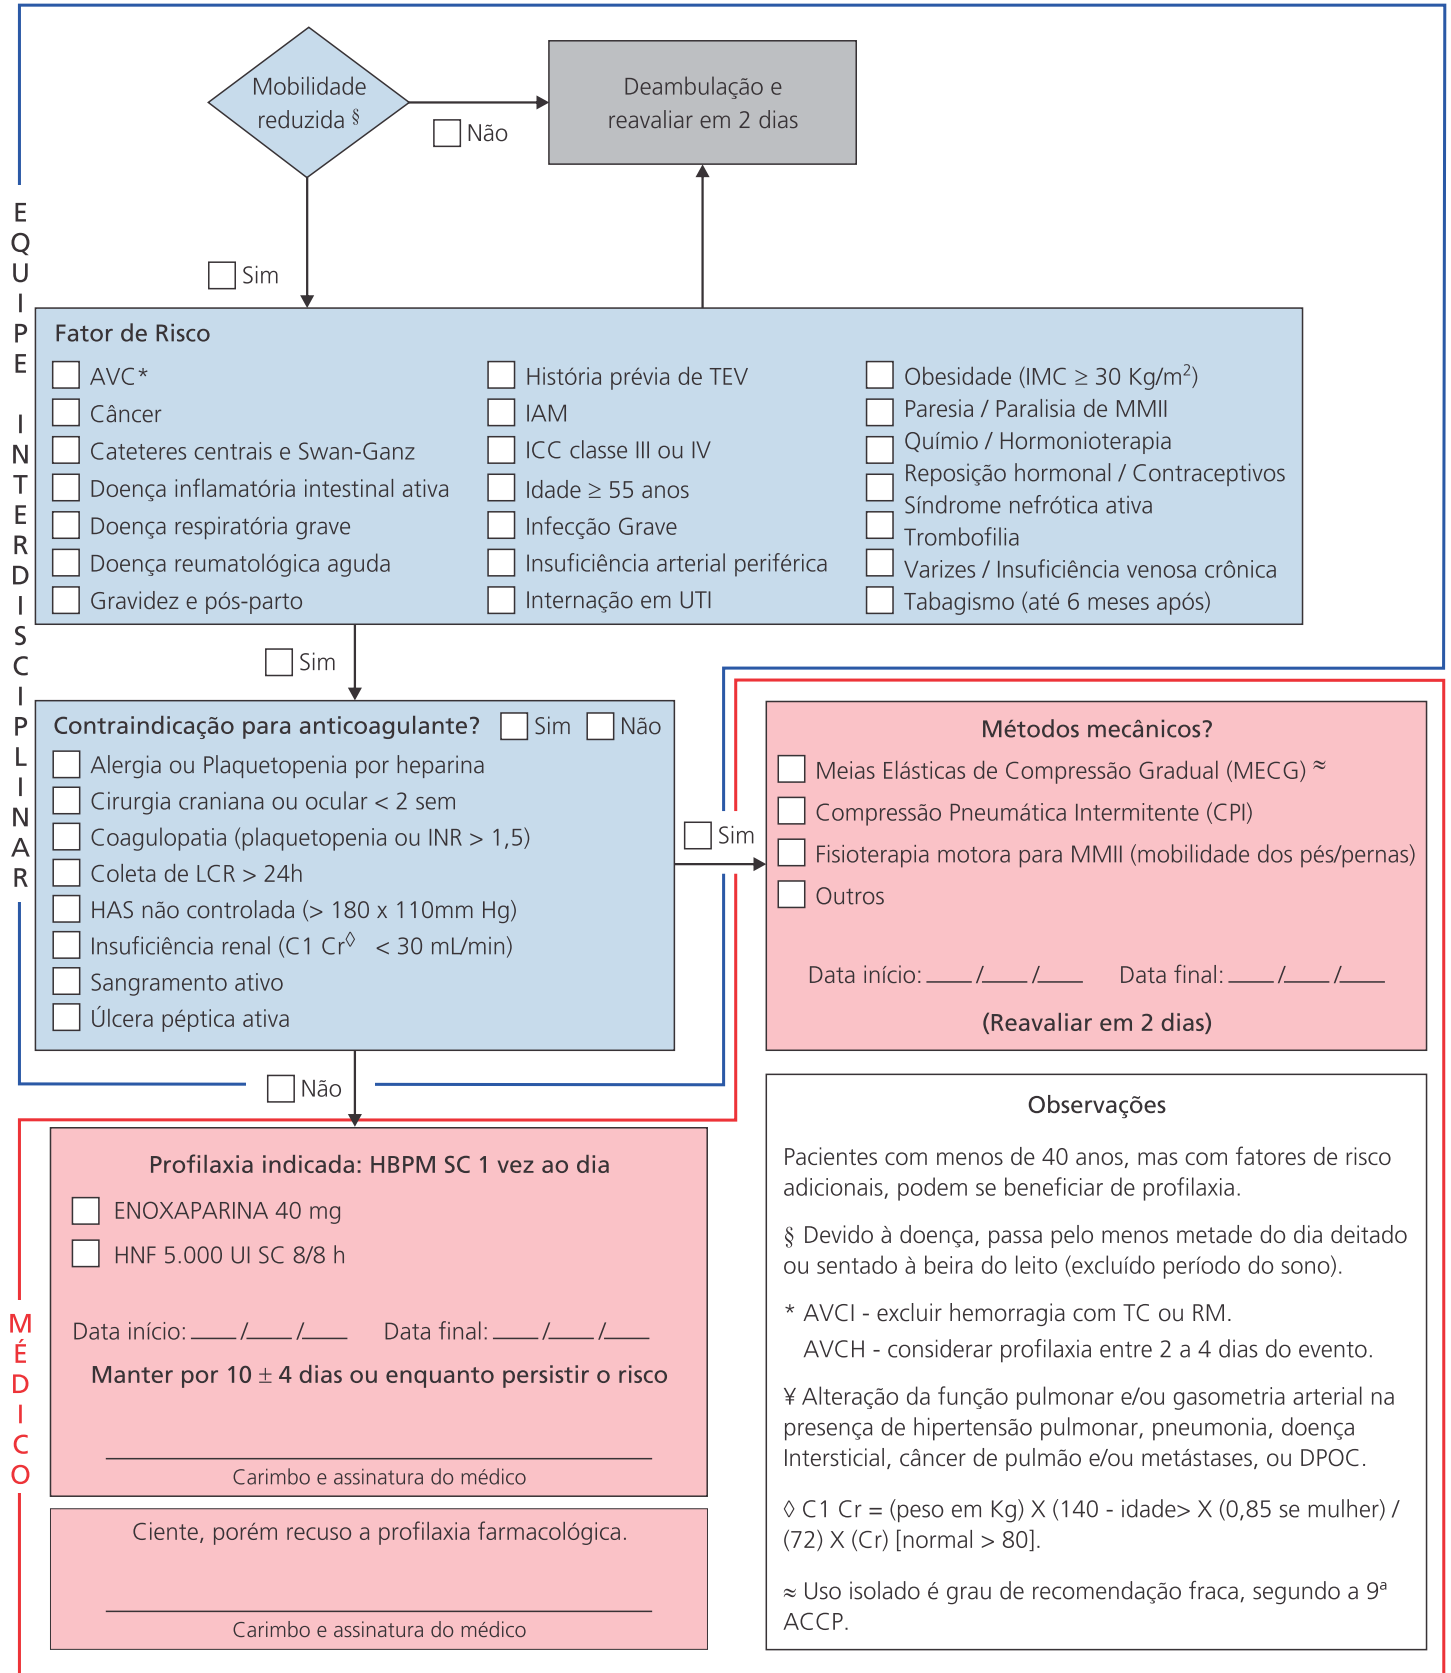 Mobilidade
reduzida §
Não
Deambulação e
reavaliar em 2 dias
Sim
EQUIPE INTERDISCIPLINAR
Fator de Risco
AVC*
Câncer
Cateteres centrais e Swan-Ganz
Doença inflamatória intestinal ativa
Doença respiratória grave
Doença reumatológica aguda
Gravidez e pós-parto
História prévia de TEV
IAM
ICC classe III ou IV
Idade ≥ 55 anos
Infecção Grave
Insuficiência arterial periférica
Internação em UTI
Obesidade (IMC ≥ 30 Kg/m²)
Paresia / Paralisia de MMII
Químio / Hormonioterapia
Reposição hormonal / Contraceptivos
Síndrome nefrótica ativa
Trombofilia
Varizes / Insuficiência venosa crônica
Tabagismo (até 6 meses após)
Sim
Contraindicação para anticoagulante? Sim Não
Alergia ou Plaquetopenia por heparina
Cirurgia craniana ou ocular < 2 sem
Coagulopatia (plaquetopenia ou INR > 1,5)
Coleta de LCR > 24h
HAS não controlada (> 180 x 110mm Hg)
Insuficiência renal (C1 Cr◊ < 30 mL/min)
Sangramento ativo
Úlcera péptica ativa
Sim
Métodos mecânicos?
Meias Elásticas de Compressão Gradual (MECG) ≈
Compressão Pneumática Intermitente (CPI)
Fisioterapia motora para MMII (mobilidade dos pés/pernas)
Outros
Data início: ___ /___ /___ Data final: ___ /___ /___
(Reavaliar em 2 dias)
Não
MÉDICO
Profilaxia indicada: HBPM SC 1 vez ao dia
ENOXAPARINA 40 mg
HNF 5.000 UI SC 8/8 h
Data início: ___ /___ /___ Data final: ___ /___ /___
Manter por 10 ± 4 dias ou enquanto persistir o risco
Carimbo e assinatura do médico
Ciente, porém recuso a profilaxia farmacológica.
Carimbo e assinatura do médico
Observações
Pacientes com menos de 40 anos, mas com fatores de risco
adicionais, podem se beneficiar de profilaxia.
§ Devido à doença, passa pelo menos metade do dia deitado
ou sentado à beira do leito (excluído período do sono).
* AVCI - excluir hemorragia com TC ou RM.
AVCH - considerar profilaxia entre 2 a 4 dias do evento.
¥ Alteração da função pulmonar e/ou gasometria arterial na
presença de hipertensão pulmonar, pneumonia, doença
Intersticial, câncer de pulmão e/ou metástases, ou DPOC.
◊ C1 Cr = (peso em Kg) X (140 - idade> X (0,85 se mulher) /
(72) X (Cr) [normal > 80].
≈ Uso isolado é grau de recomendação fraca, segundo a 9ª
ACCP.